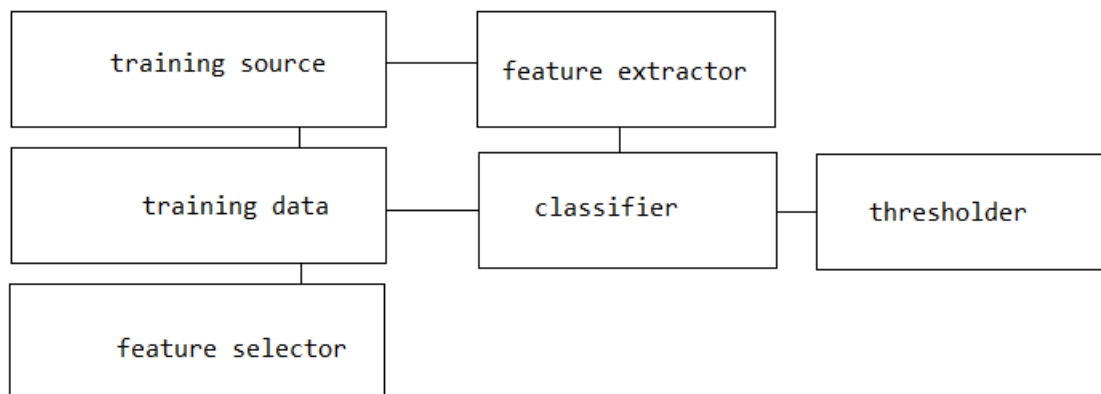 training source
feature extractor
training data
classifier
thresholder
feature selector